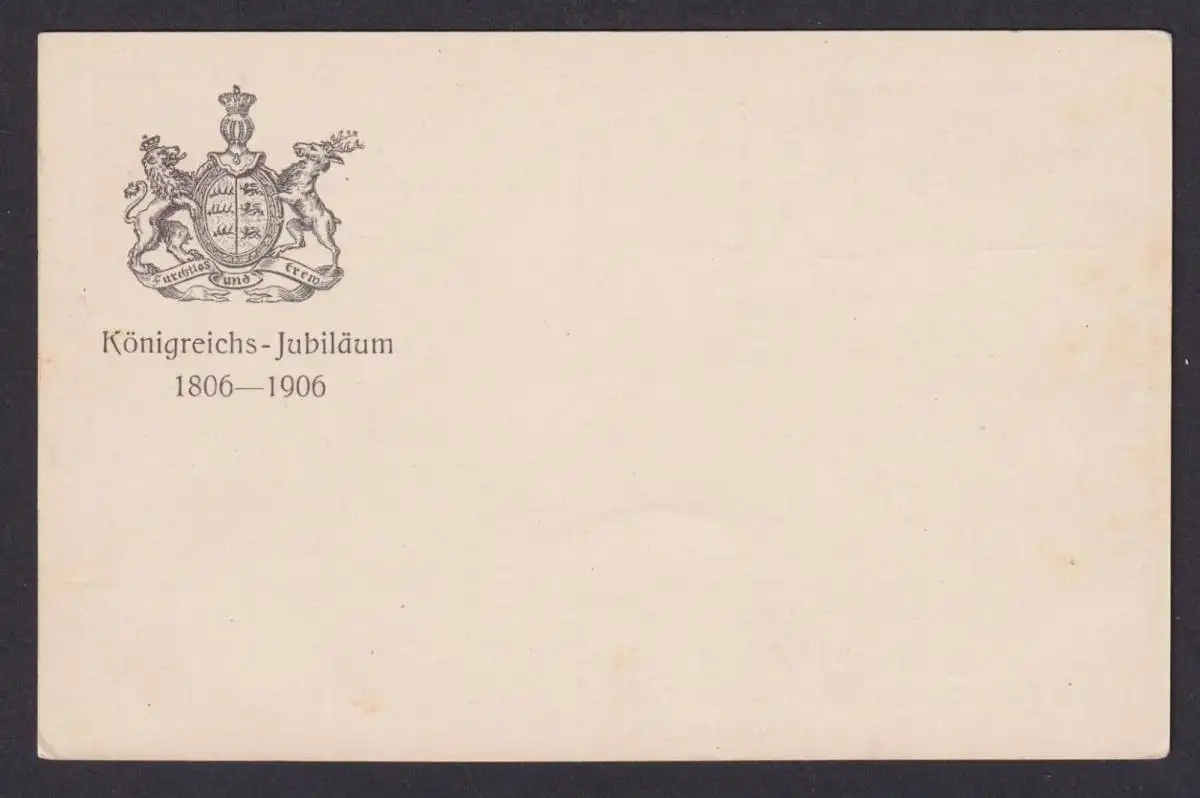 Furchtlos und Trew
Königreichs-Jubiläum
1806—1906